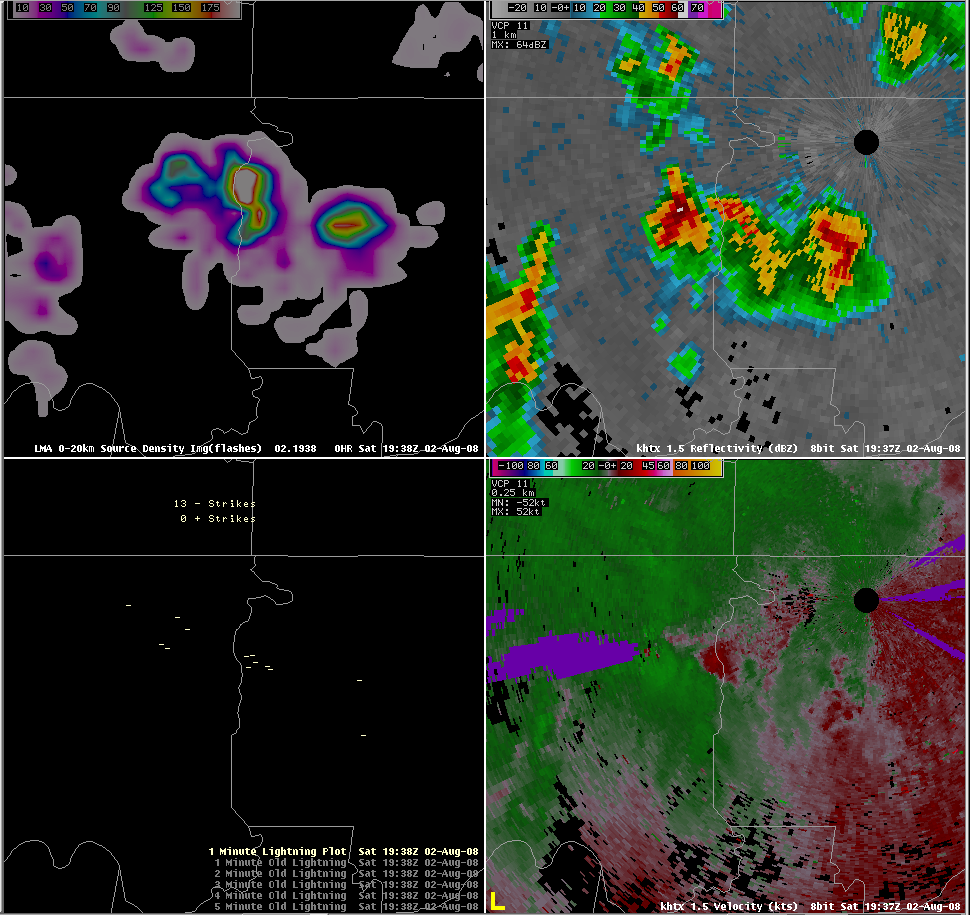 10 30 50 70 90 125 150 175
LMA 0-20km Source Density Img(flashes) 02.1938 0HR Sat 19:38Z 02-Aug-08
-20 10 -0+ 10 20 30 40 50 60 70
VCP 11
1 km
MX: 64dBZ
khtx 1.5 Reflectivity (dBZ) 8bit Sat 19:37Z 02-Aug-08
13 - Strikes
0 + Strikes
1 Minute Lightning Plot Sat 19:38Z 02-Aug-08
1 Minute Old Lightning Sat 19:38Z 02-Aug-08
2 Minute Old Lightning Sat 19:38Z 02-Aug-08
3 Minute Old Lightning Sat 19:38Z 02-Aug-08
4 Minute Old Lightning Sat 19:38Z 02-Aug-08
5 Minute Old Lightning Sat 19:38Z 02-Aug-08
-100 80 60 20 -0+ 20 45 60 80 100
VCP 11
0.25 km
MN: -52kt
MX: 52kt
L
khtx 1.5 Velocity (kts) 8bit Sat 19:37Z 02-Aug-08